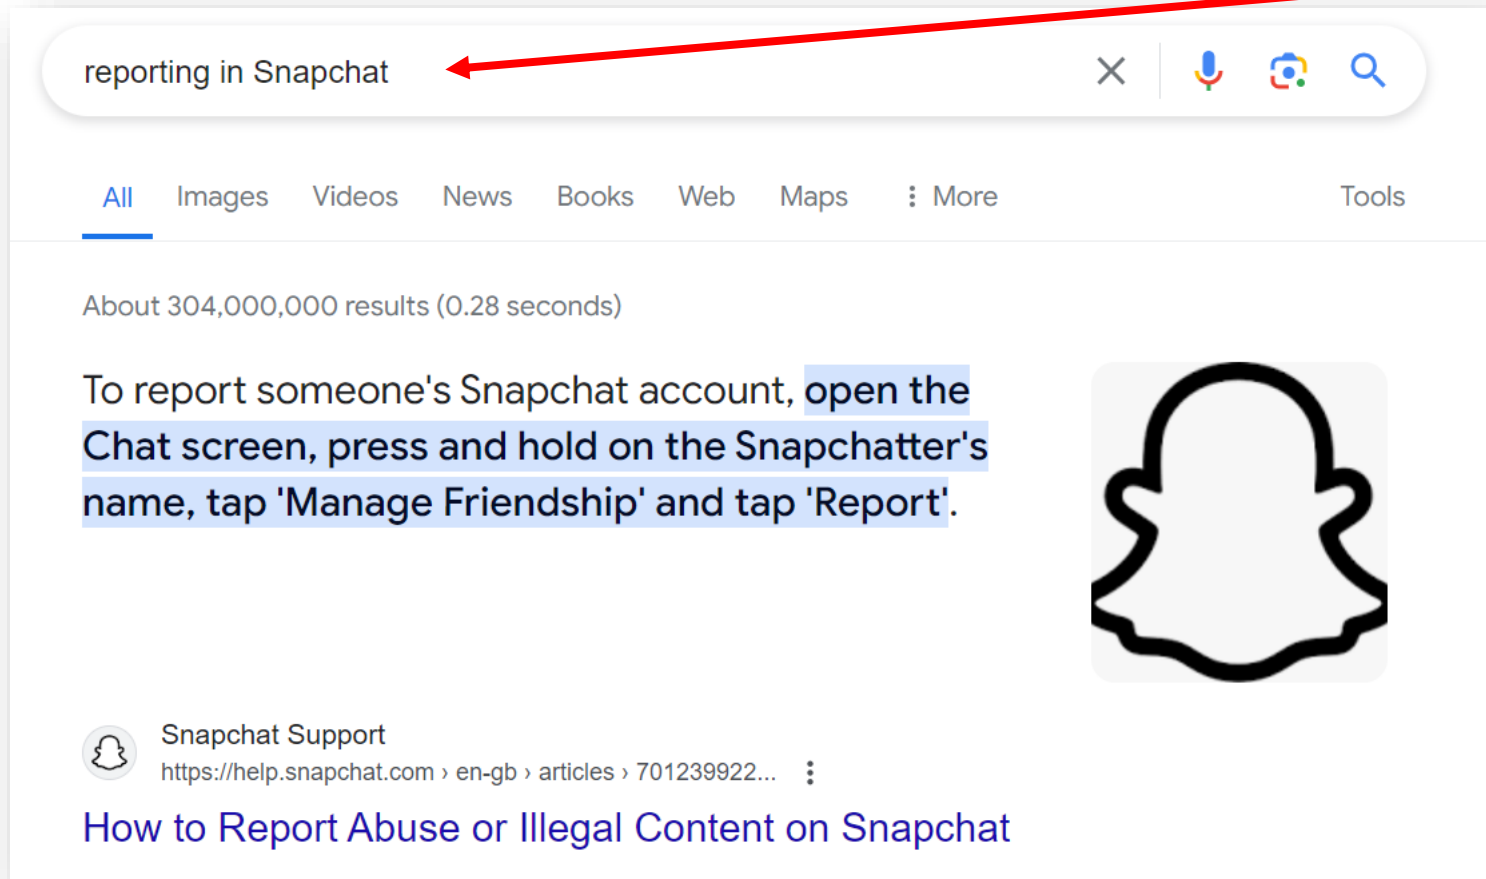 reporting in Snapchat
All Images Videos News Books Web Maps More Tools
About 304,000,000 results (0.28 seconds)
To report someone's Snapchat account, open the
Chat screen, press and hold on the Snapchatter's
name, tap 'Manage Friendship' and tap 'Report'.
Snapchat Support
https://help.snapchat.com › en-gb › articles › 701239922...
How to Report Abuse or Illegal Content on Snapchat